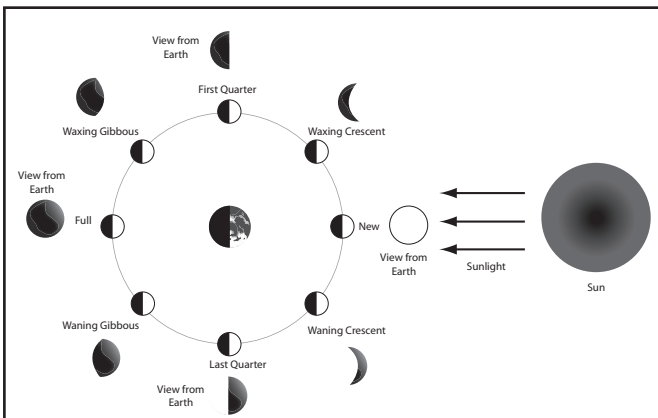 View from
Earth
First Quarter
Waxing Gibbous
Waxing Crescent
View from
Earth
Full
New
View from
Earth
Sunlight
Sun
Waning Gibbous
Waning Crescent
Last Quarter
View from
Earth